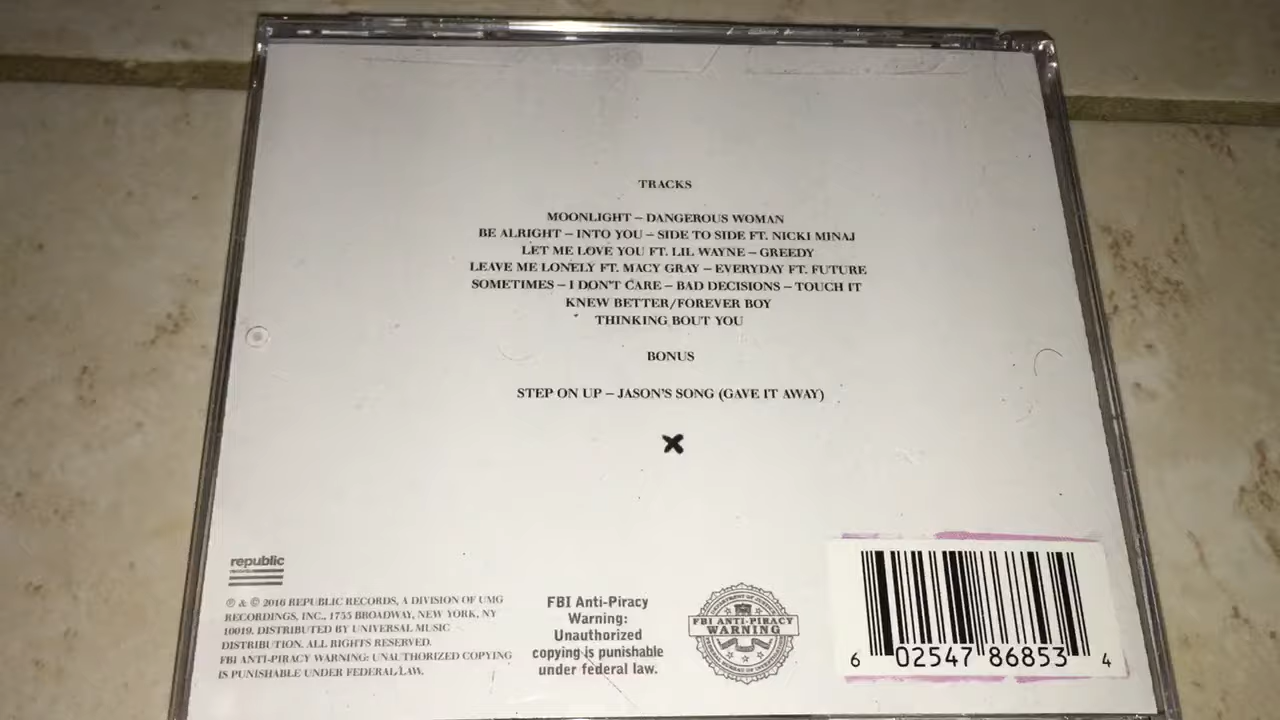 TRACKS
MOONLIGHT – DANGEROUS WOMAN
BE ALRIGHT – INTO YOU – SIDE TO SIDE FT. NICKI MINAJ
LET ME LOVE YOU FT. LIL WAYNE – GREEDY
LEAVE ME LONELY FT. MACY GRAY – EVERYDAY FT. FUTURE
SOMETIMES – I DON'T CARE – BAD DECISIONS – TOUCH IT
KNEW BETTER/FOREVER BOY
THINKING BOUT YOU
BONUS
STEP ON UP – JASON'S SONG (GAVE IT AWAY)
republic
℗ & © 2016 REPUBLIC RECORDS, A DIVISION OF UMG
RECORDINGS, INC., 1755 BROADWAY, NEW YORK, NY
10019. DISTRIBUTED BY UNIVERSAL MUSIC
DISTRIBUTION. ALL RIGHTS RESERVED.
FBI ANTI-PIRACY WARNING: UNAUTHORIZED COPYING
IS PUNISHABLE UNDER FEDERAL LAW.
FBI Anti-Piracy
Warning:
Unauthorized
copying is punishable
under federal law.
FBI ANTI-PIRACY
WARNING
6 02547 86853 4